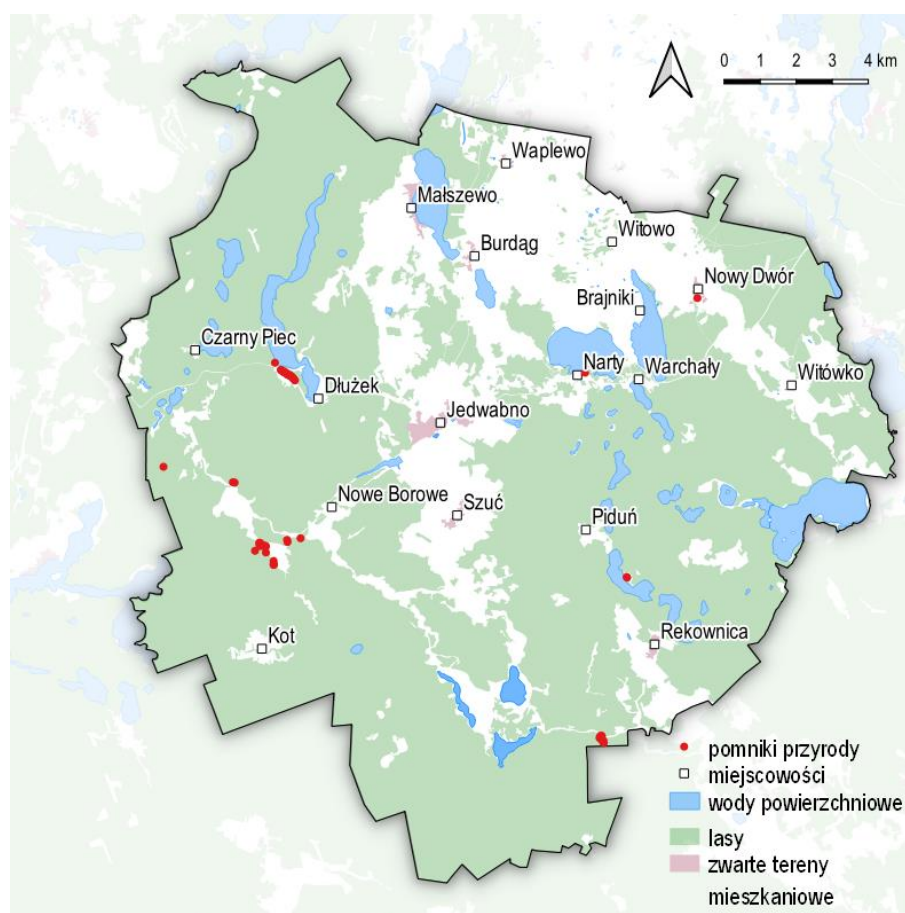 0 1 2 3 4 km
Waplewo
Małszewo
Witowo
Burdąg
Nowy Dwór
Brajniki
Czarny Piec
Narty
Warchały
Witówko
Dłużek
Jedwabno
Nowe Borowe
Szuć
Piduń
Kot
Rekownica
pomniki przyrody
miejscowości
wody powierzchniowe
lasy
zwarte tereny
mieszkaniowe